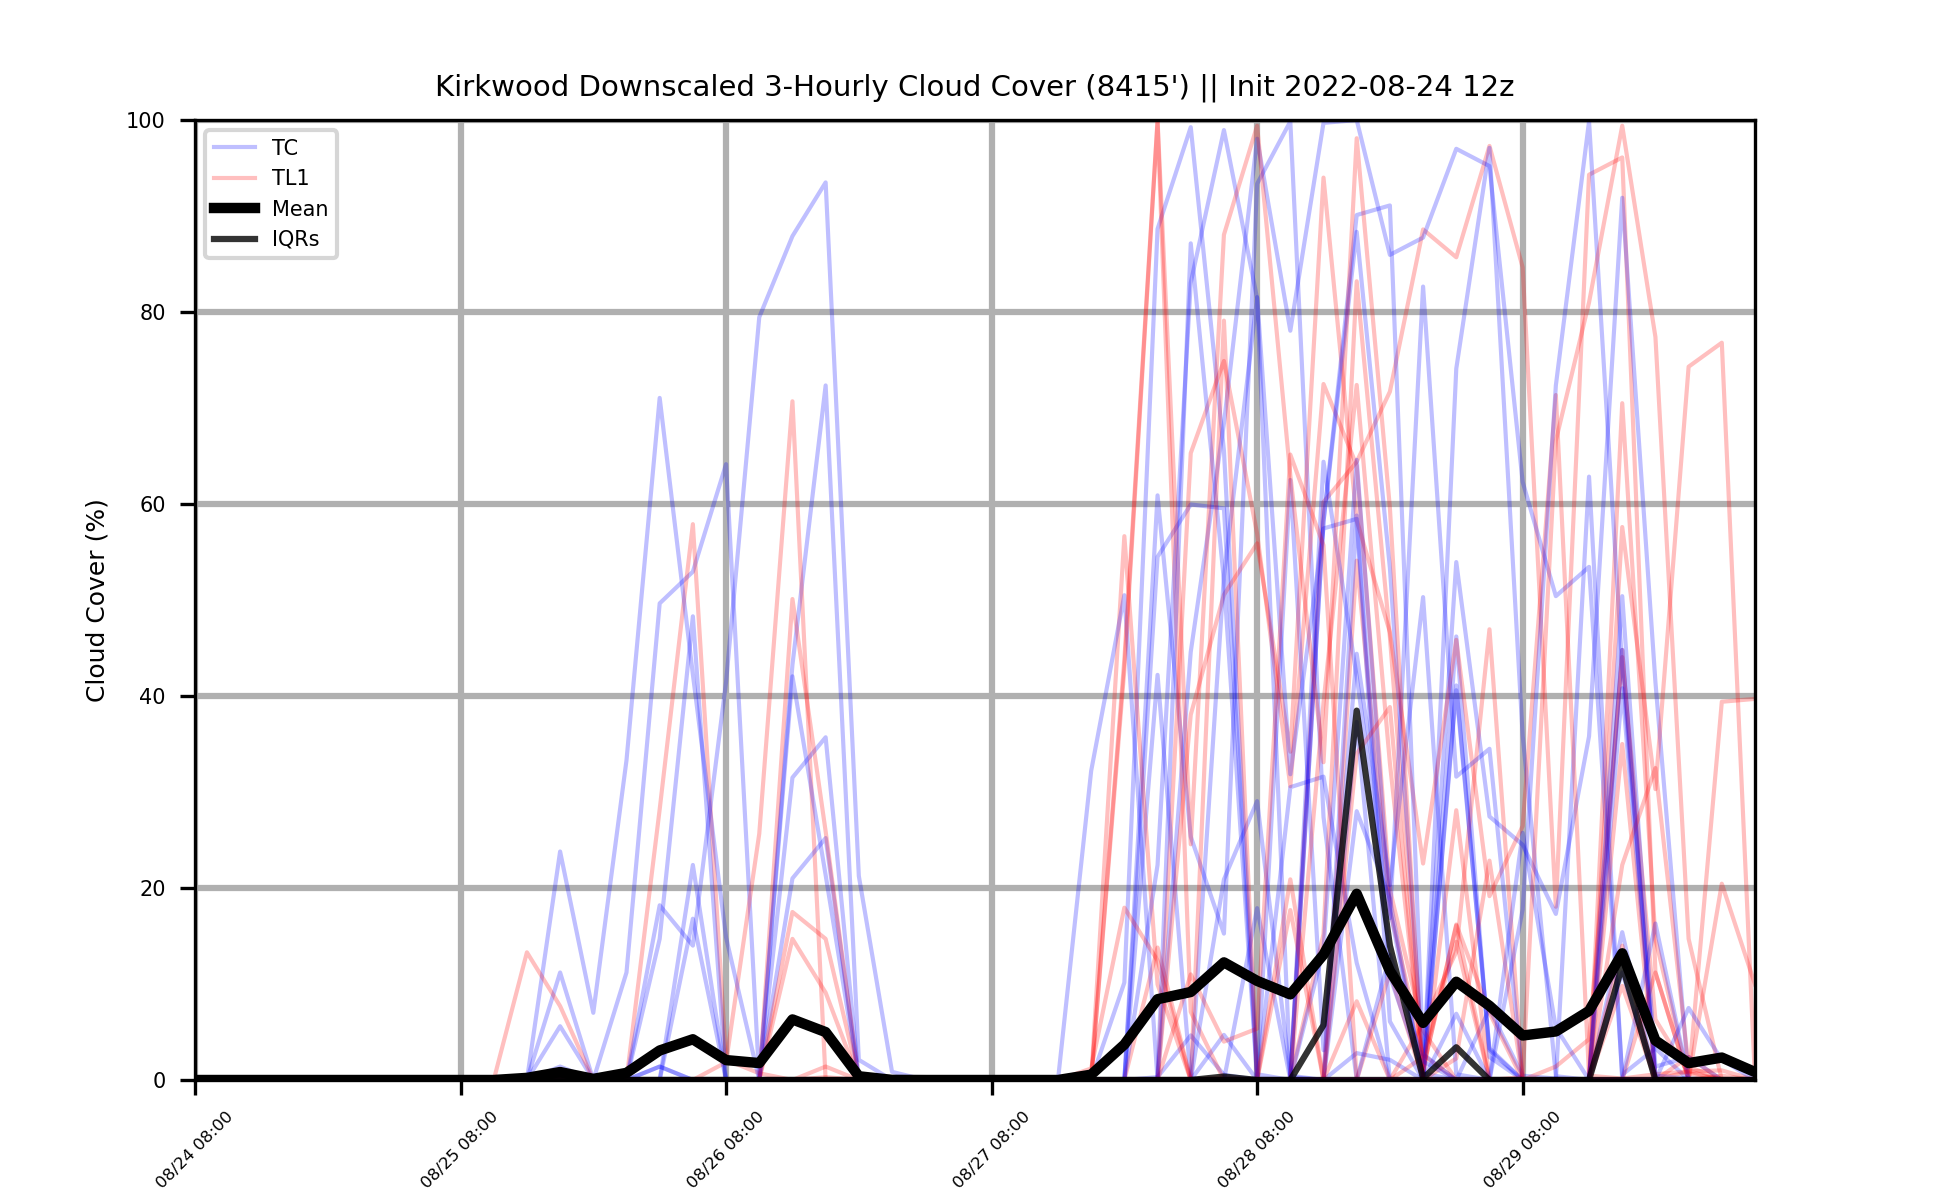 Kirkwood Downscaled 3-Hourly Cloud Cover (8415') || Init 2022-08-24 12z
Cloud Cover (%)
100
80
60
40
20
0
TC
TL1
Mean
IQRs
08/24 08:00
08/25 08:00
08/26 08:00
08/27 08:00
08/28 08:00
08/29 08:00